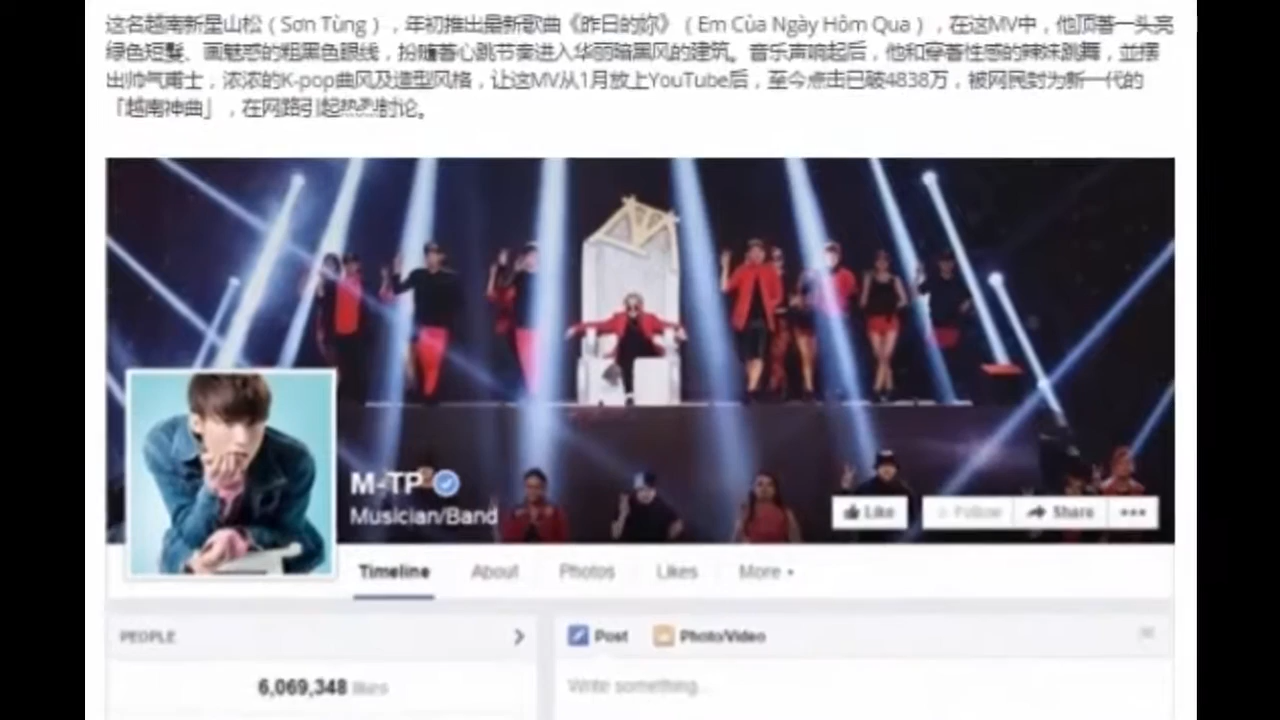 这名越南新星山松（Sơn Tùng），年初推出最新歌曲《昨日的妳》（Em Của Ngày Hôm Qua），在这MV中，他顶著一头亮
绿色短髮、画魅惑的粗黑色眼线，扮随著心跳节奏进入华丽暗黑风的建筑。音乐声响起后，他和穿著性感的辣妹跳舞，並摆
出帅气甫士，浓浓的K-pop曲风及造型风格，让这MV从1月放上YouTube后，至今点击已破4838万，被网民封为新一代的
「越南神曲」，在网路引起热烈討论。
M-TP
Musician/Band
Like
Follow
Share
Timeline
About
Photos
Likes
More
PEOPLE
Post
Photo/Video
6,069,348 likes
Write something...